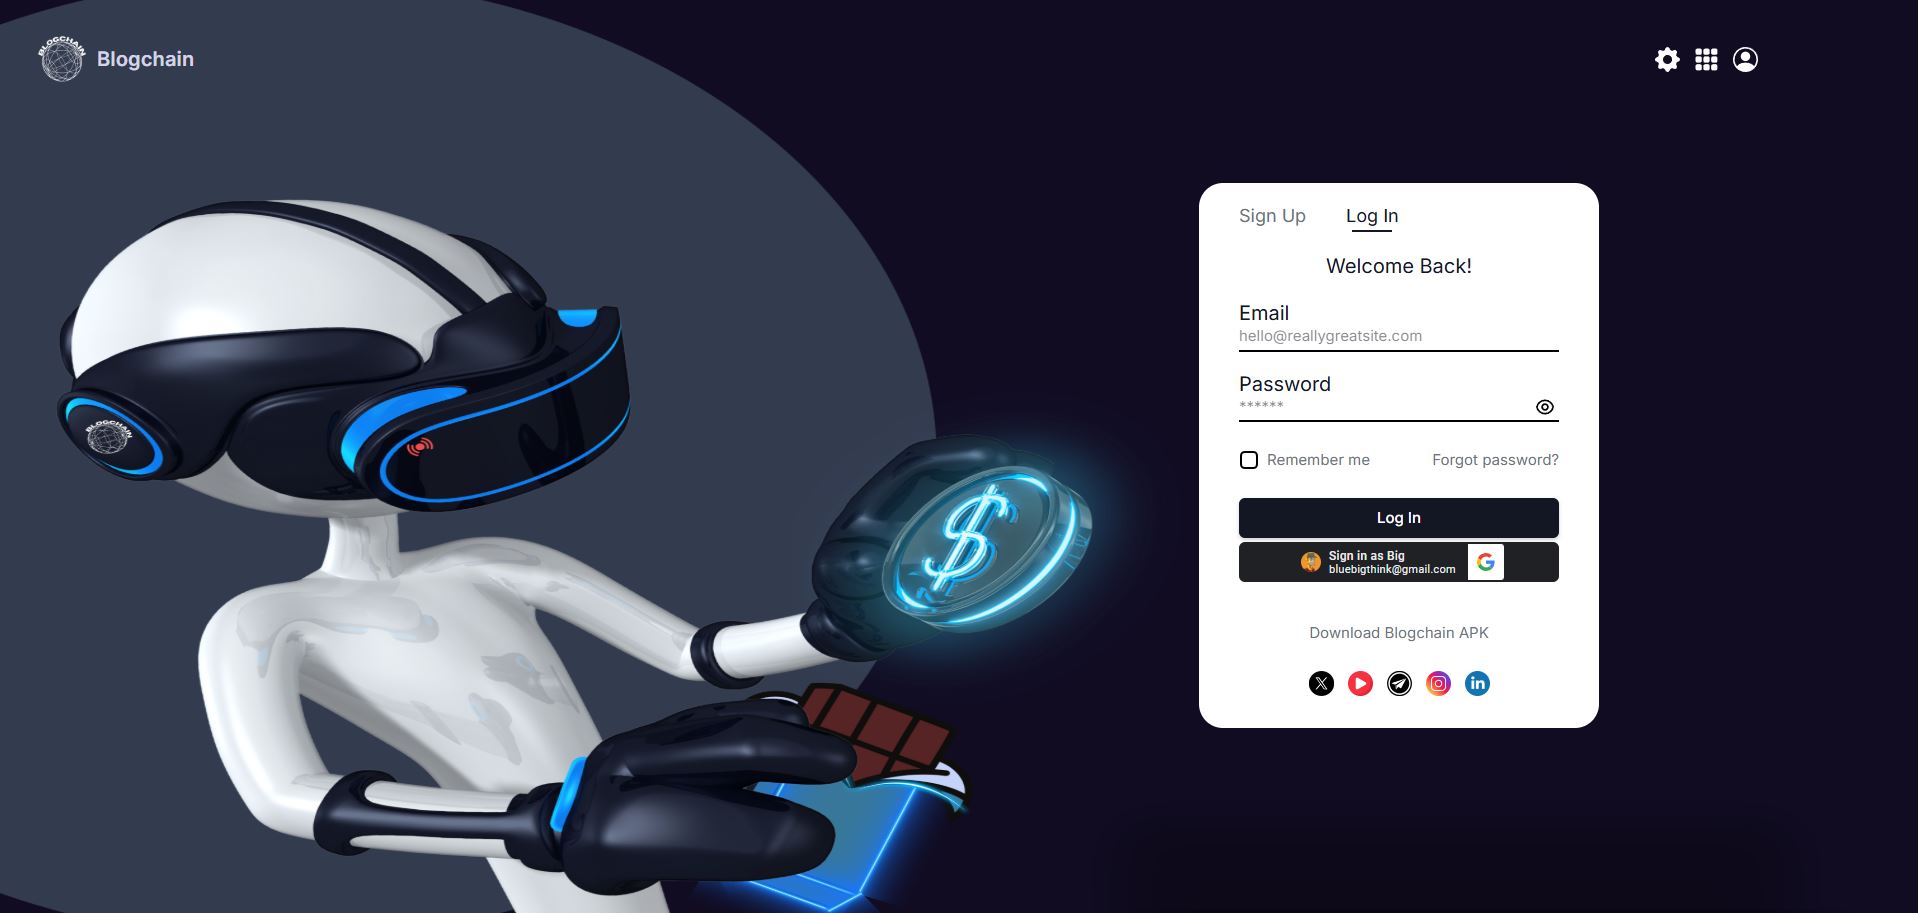 BLOGCHAIN
Blogchain
BLOGCHAIN
$
Sign Up
Log In
Welcome Back!
Email
hello@reallygreatsite.com
Password
******
Remember me
Forgot password?
Log In
Sign in as Big
bluebigthink@gmail.com
G
Download Blogchain APK
X
in